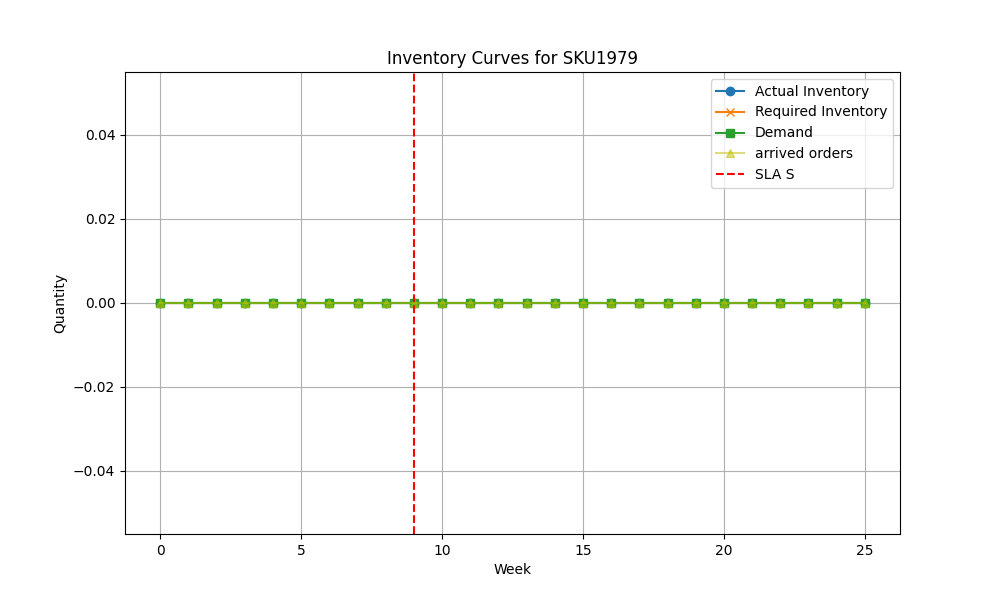 Inventory Curves for SKU1979
Actual Inventory
Required Inventory
Demand
arrived orders
SLA S
Quantity
0.04
0.02
0.00
−0.02
−0.04
0
5
10
15
20
25
Week